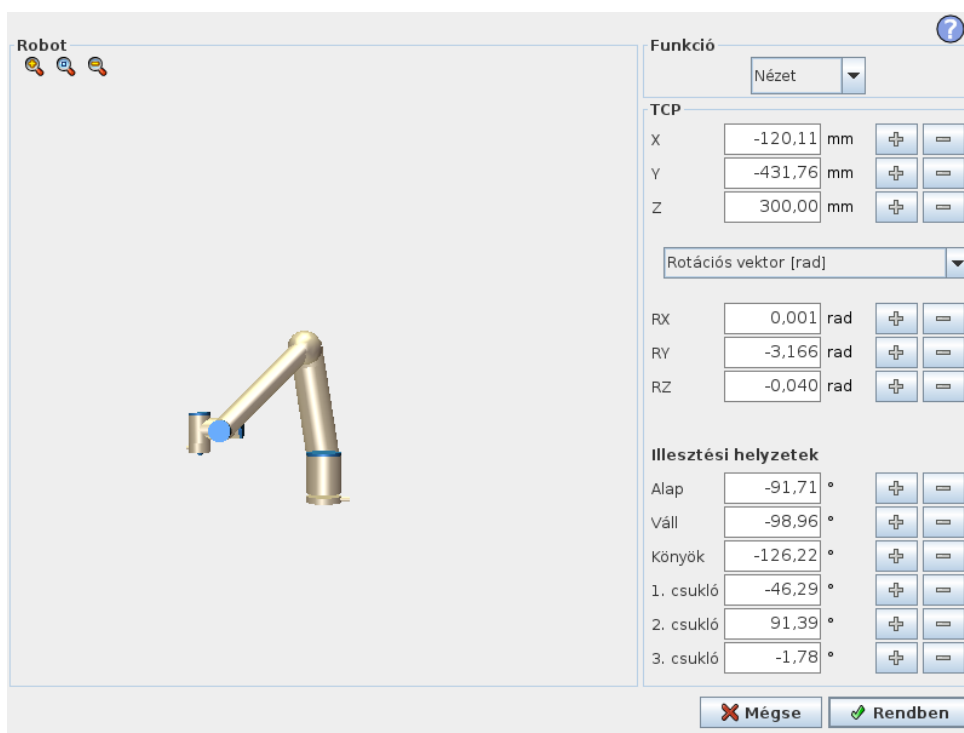 Robot
Funkció
Nézet
TCP
X -120,11 mm
Y -431,76 mm
Z 300,00 mm
Rotációs vektor [rad]
RX 0,001 rad
RY -3,166 rad
RZ -0,040 rad
Illesztési helyzetek
Alap -91,71 °
Váll -98,96 °
Könyök -126,22 °
1. csukló -46,29 °
2. csukló 91,39 °
3. csukló -1,78 °
Mégse Rendben